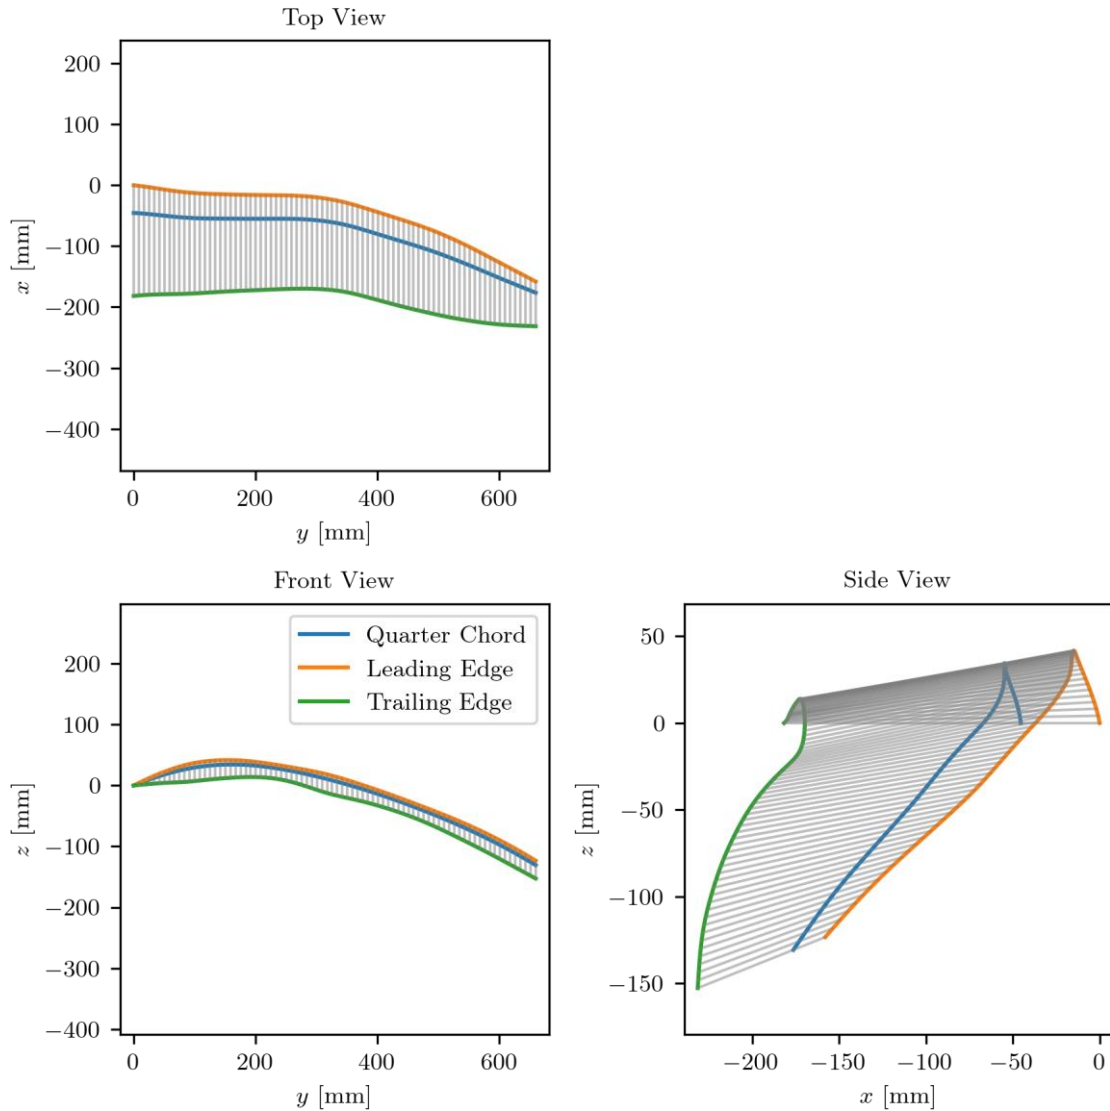 Top View
200
100
0
−100
−200
−300
−400
x [mm]
0 200 400 600
y [mm]
Front View
200
100
0
−100
−200
−300
−400
z [mm]
0 200 400 600
y [mm]
Quarter Chord
Leading Edge
Trailing Edge
Side View
50
0
−50
−100
−150
z [mm]
−200 −150 −100 −50 0
x [mm]